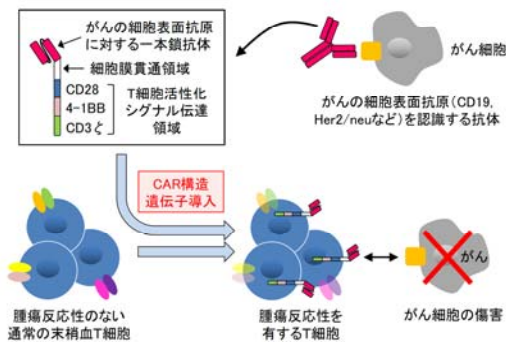 がんの細胞表面抗原
に対する一本鎖抗体
細胞膜貫通領域
CD28
4-1BB
CD3ζ
T細胞活性化
シグナル伝達
領域
がん細胞
がんの細胞表面抗原(CD19,
Her2/neuなど)を認識する抗体
CAR構造
遺伝子導入
がん
腫瘍反応性のない
通常の末梢血T細胞
腫瘍反応性を
有するT細胞
がん細胞の傷害